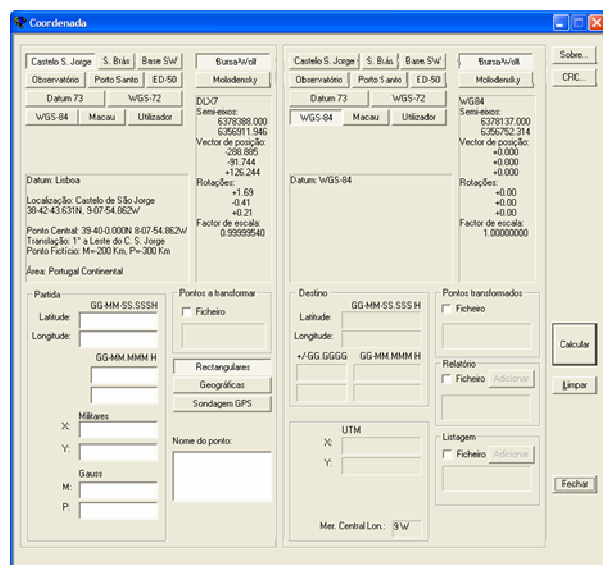 Coordenada
Castelo S. Jorge
S. Brás
Base SW
Bursa-Wolf
Observatório
Porto Santo
ED-50
Molodensky
Datum 73
WGS-72
WGS-84
Macau
Utilizador
DLX7
Semi-eixos:
6378388.000
6356911.946
Vector de posição:
-288.885
-91.744
+126.244
Rotações:
+1.69
-0.41
+0.21
Factor de escala:
0.99999540
Datum: Lisboa
Localização: Castelo de São Jorge
38-42-43.631N, 9-07-54.862W
Ponto Central: 39-40-0.000N 8-07-54.862W
Translação: 1° a Leste do C. S. Jorge
Ponto Fictício: M=-200 Km, P=-300 Km
Área: Portugal Continental
Partida
GG-MM-SS.SSSH
Latitude:
Longitude:
GG-MM.MMM H
Militares
X:
Y:
Gauss
M:
P:
Pontos a transformar
Ficheiro
Rectangulares
Geográficas
Sondagem GPS
Nome do ponto:
Castelo S. Jorge
S. Brás
Base SW
Bursa-Wolf
Observatório
Porto Santo
ED-50
Molodensky
Datum 73
WGS-72
WGS-84
Macau
Utilizador
WG84
Semi-eixos:
6378137.000
6356752.314
Vector de posição:
+0.000
+0.000
+0.000
Rotações:
+0.00
+0.00
+0.00
Factor de escala:
1.00000000
Datum: WGS-84
Destino
GG-MM-SS.SSS H
Latitude:
Longitude:
+/-GG.GGGG
GG-MM.MMM H
UTM
X:
Y:
Mer. Central Lon.:
9W
Pontos transformados
Ficheiro
Relatório
Ficheiro
Adicionar
Listagem
Ficheiro
Adicionar
Sobre...
CRC...
Calcular
Limpar
Fechar